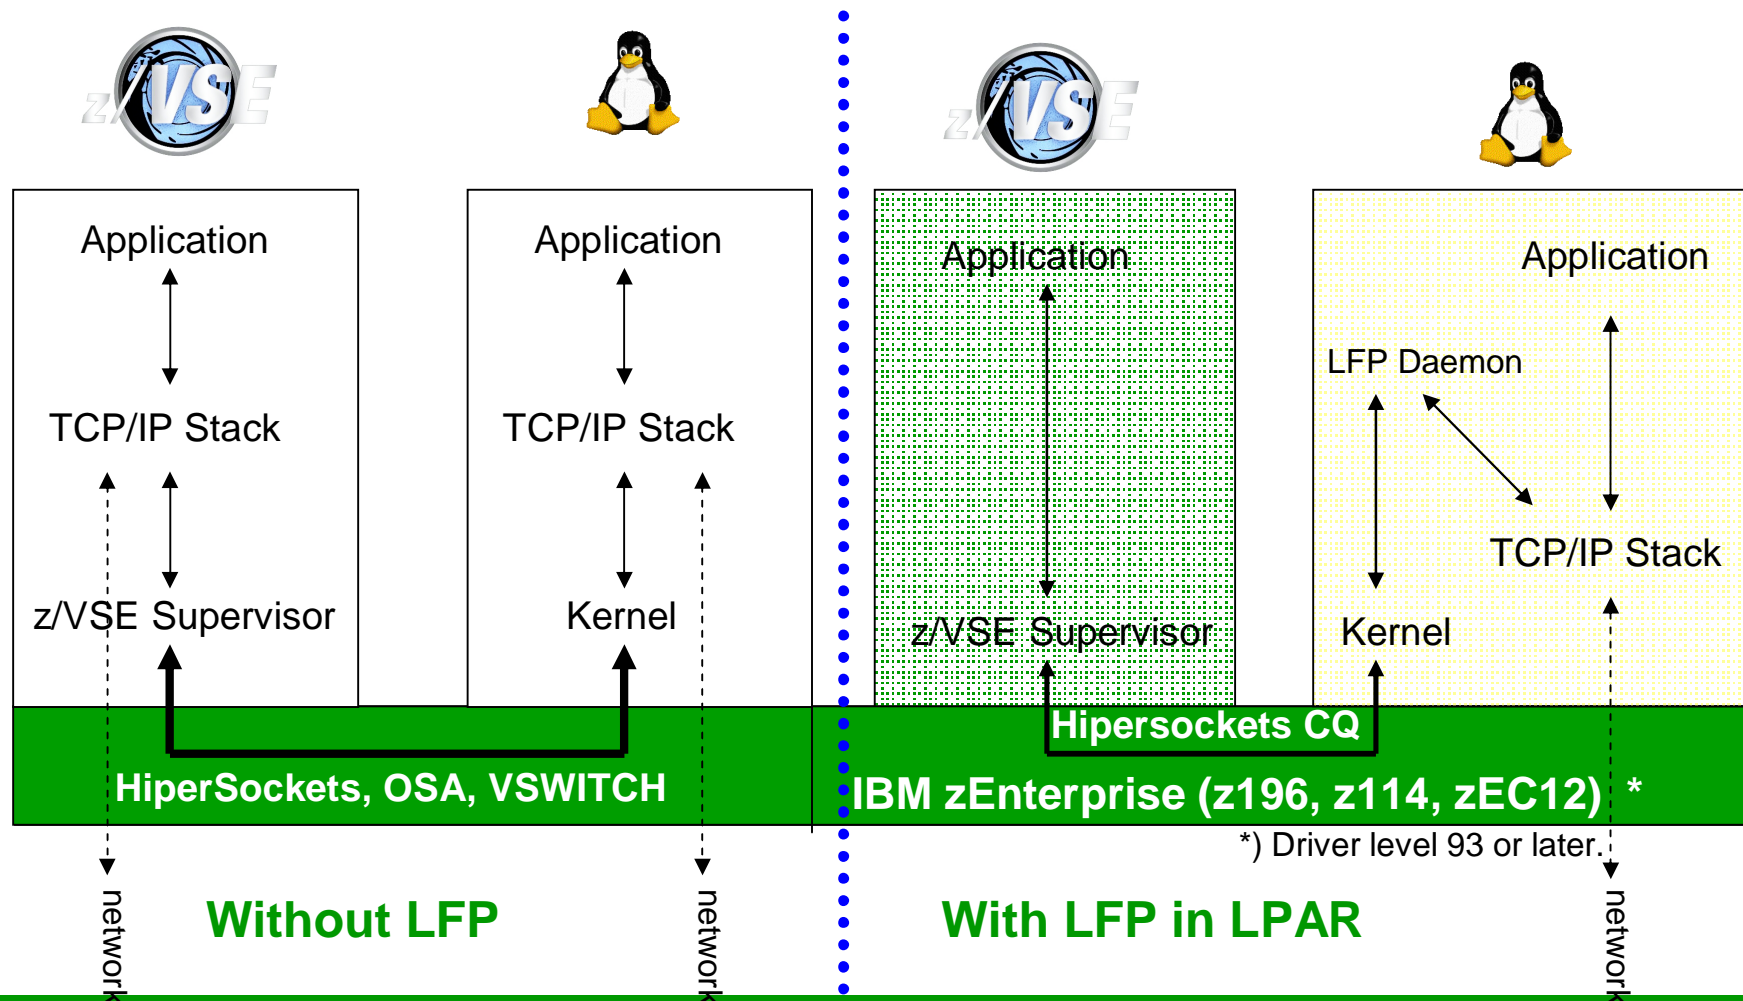 z/VSE
Application
TCP/IP Stack
z/VSE Supervisor
Application
TCP/IP Stack
Kernel
HiperSockets, OSA, VSWITCH
network
network
Without LFP
z/VSE
Application
z/VSE Supervisor
Application
LFP Daemon
TCP/IP Stack
Kernel
Hipersockets CQ
IBM zEnterprise (z196, z114, zEC12) *
*) Driver level 93 or later.
network
With LFP in LPAR